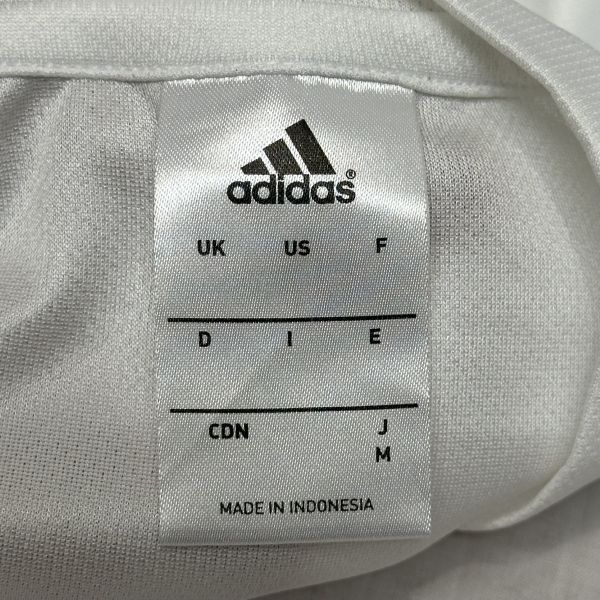 adidas®
UK US F
D I E
CDN J
M
MADE IN INDONESIA